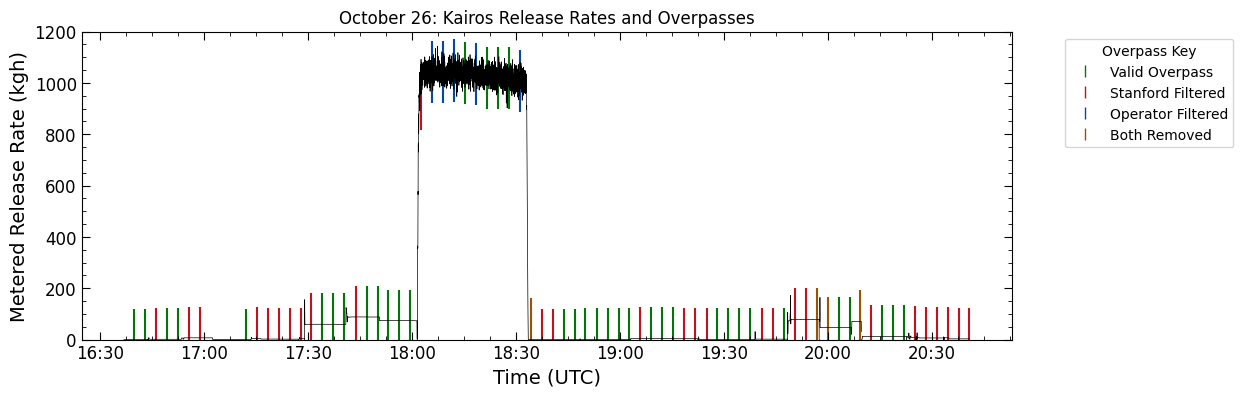 October 26: Kairos Release Rates and Overpasses
Metered Release Rate (kgh)
1200
1000
800
600
400
200
0
16:30 17:00 17:30 18:00 18:30 19:00 19:30 20:00 20:30
Time (UTC)
Overpass Key
Valid Overpass
Stanford Filtered
Operator Filtered
Both Removed